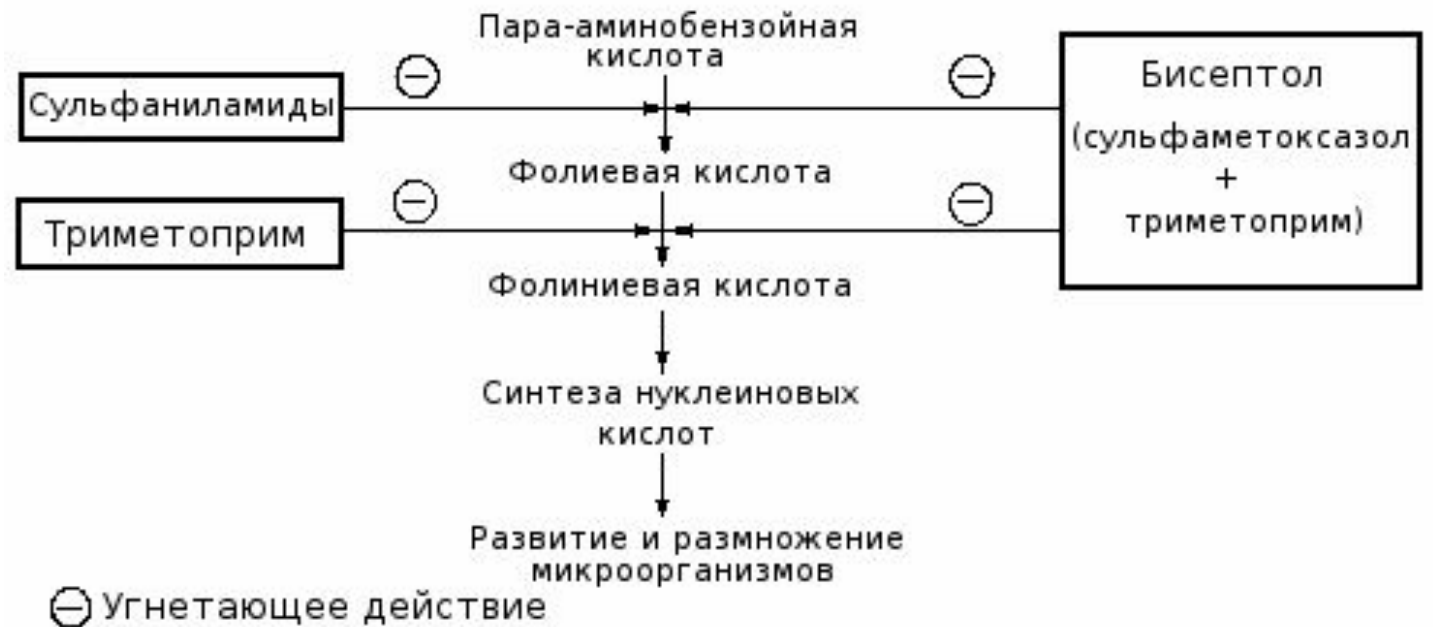 Пара-аминобензойная
кислота
Сульфаниламиды
Бисептол
(сульфаметоксазол
+
триметоприм)
Фолиевая кислота
Триметоприм
Фолиниевая кислота
Синтеза нуклеиновых
кислот
Развитие и размножение
микроорганизмов
Угнетающее действие